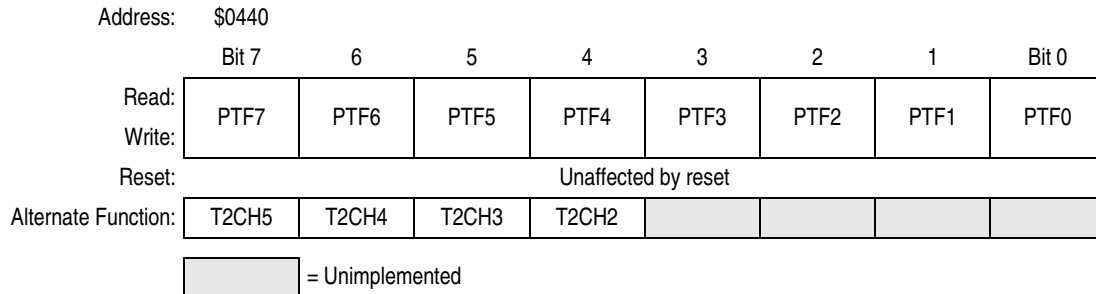 Address: $0440
Bit 7 6 5 4 3 2 1 Bit 0
Read:
PTF7 PTF6 PTF5 PTF4 PTF3 PTF2 PTF1 PTF0
Write:
Reset: Unaffected by reset
Alternate Function: T2CH5 T2CH4 T2CH3 T2CH2
= Unimplemented